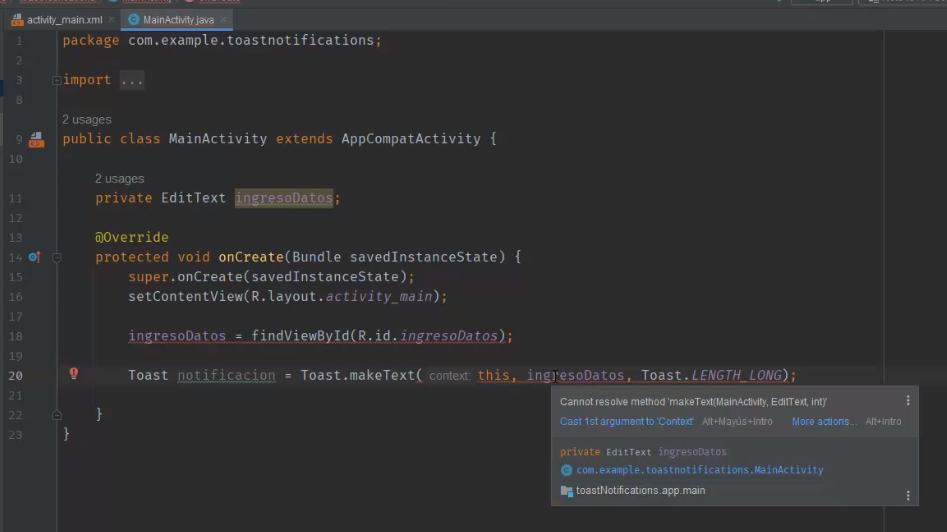 activity_main.xml × MainActivity.java ×
1 package com.example.toastnotifications;
2
3 import ...
8
2 usages
9 public class MainActivity extends AppCompatActivity {
10
2 usages
11 private EditText ingresoDatos;
12
13 @Override
14 protected void onCreate(Bundle savedInstanceState) {
15 super.onCreate(savedInstanceState);
16 setContentView(R.layout.activity_main);
17
18 ingresoDatos = findViewById(R.id.ingresoDatos);
19
20 Toast notificacion = Toast.makeText( context: this, ingresoDatos, Toast.LENGTH_LONG);
21
Cannot resolve method 'makeText(MainActivity, EditText, int)'
22 }
Cast 1st argument to 'Context' Alt+Mayús+Intro More actions... Alt+Intro
23 }
private EditText ingresoDatos
com.example.toastnotifications.MainActivity
toastNotifications.app.main